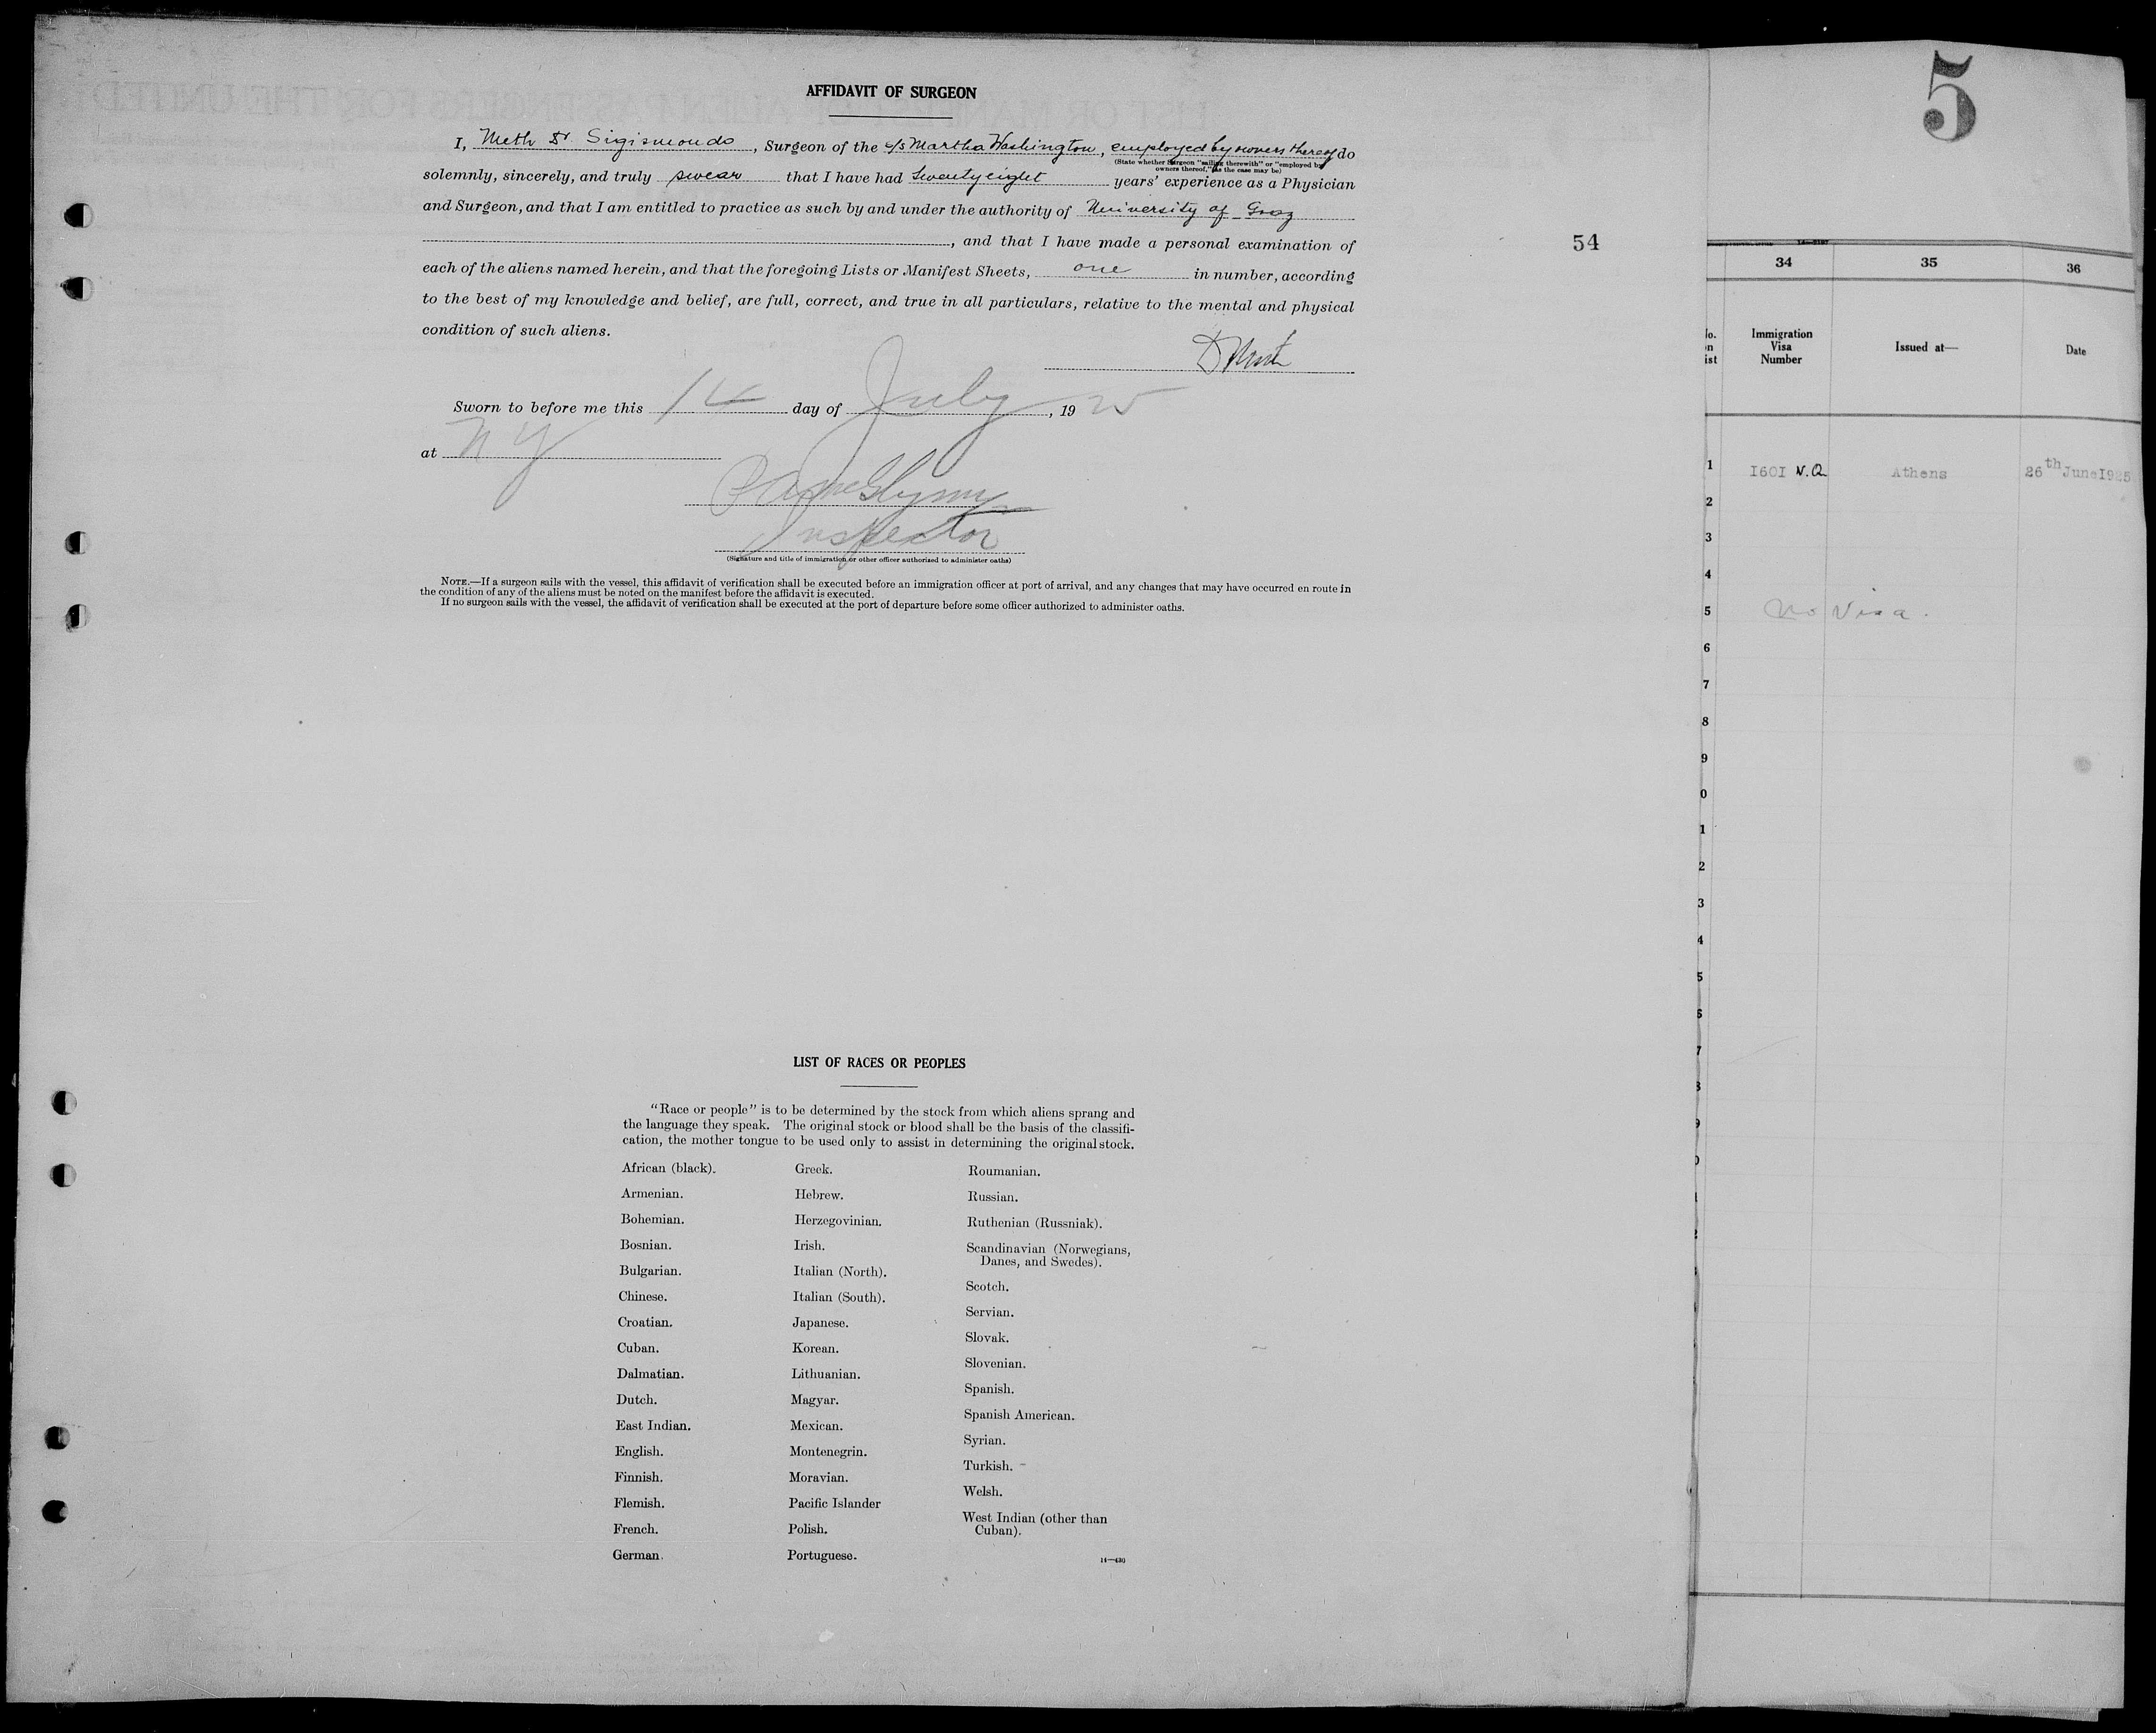 AFFIDAVIT OF SURGEON
I, Meth Dr Sigismondo, Surgeon of the s/s Martha Washington, employed by owners thereof do
(State whether Surgeon "sailing therewith" or "employed by
owners thereof," as the case may be)
solemnly, sincerely, and truly swear that I have had twentyeight years' experience as a Physician
and Surgeon, and that I am entitled to practice as such by and under the authority of University of Graz
, and that I have made a personal examination of
each of the aliens named herein, and that the foregoing Lists or Manifest Sheets, one in number, according
to the best of my knowledge and belief, are full, correct, and true in all particulars, relative to the mental and physical
condition of such aliens.
Sworn to before me this 14 day of July, 19 25
at N Y
Inspector
(Signature and title of immigration or other officer authorized to administer oaths)
NOTE.—If a surgeon sails with the vessel, this affidavit of verification shall be executed before an immigration officer at port of arrival, and any changes that may have occurred en route in
the condition of any of the aliens must be noted on the manifest before the affidavit is executed.
If no surgeon sails with the vessel, the affidavit of verification shall be executed at the port of departure before some officer authorized to administer oaths.
54
LIST OF RACES OR PEOPLES
"Race or people" is to be determined by the stock from which aliens sprang and
the language they speak. The original stock or blood shall be the basis of the classifi-
cation, the mother tongue to be used only to assist in determining the original stock.
African (black).
Armenian.
Bohemian.
Bosnian.
Bulgarian.
Chinese.
Croatian.
Cuban.
Dalmatian.
Dutch.
East Indian.
English.
Finnish.
Flemish.
French.
German.
Greek.
Hebrew.
Herzegovinian.
Irish.
Italian (North).
Italian (South).
Japanese.
Korean.
Lithuanian.
Magyar.
Mexican.
Montenegrin.
Moravian.
Pacific Islander
Polish.
Portuguese.
Roumanian.
Russian.
Ruthenian (Russniak).
Scandinavian (Norwegians,
Danes, and Swedes).
Scotch.
Servian.
Slovak.
Slovenian.
Spanish.
Spanish American.
Syrian.
Turkish.
Welsh.
West Indian (other than
Cuban).
14—430
5
34 35 36
Immigration
Visa
Number
Issued at—
Date
1 1601 N.Q. Athens 26th June 1925
2
3
4
5 No Visa.
6
7
8
9
0
1
2
3
4
5
6
7
8
9
0